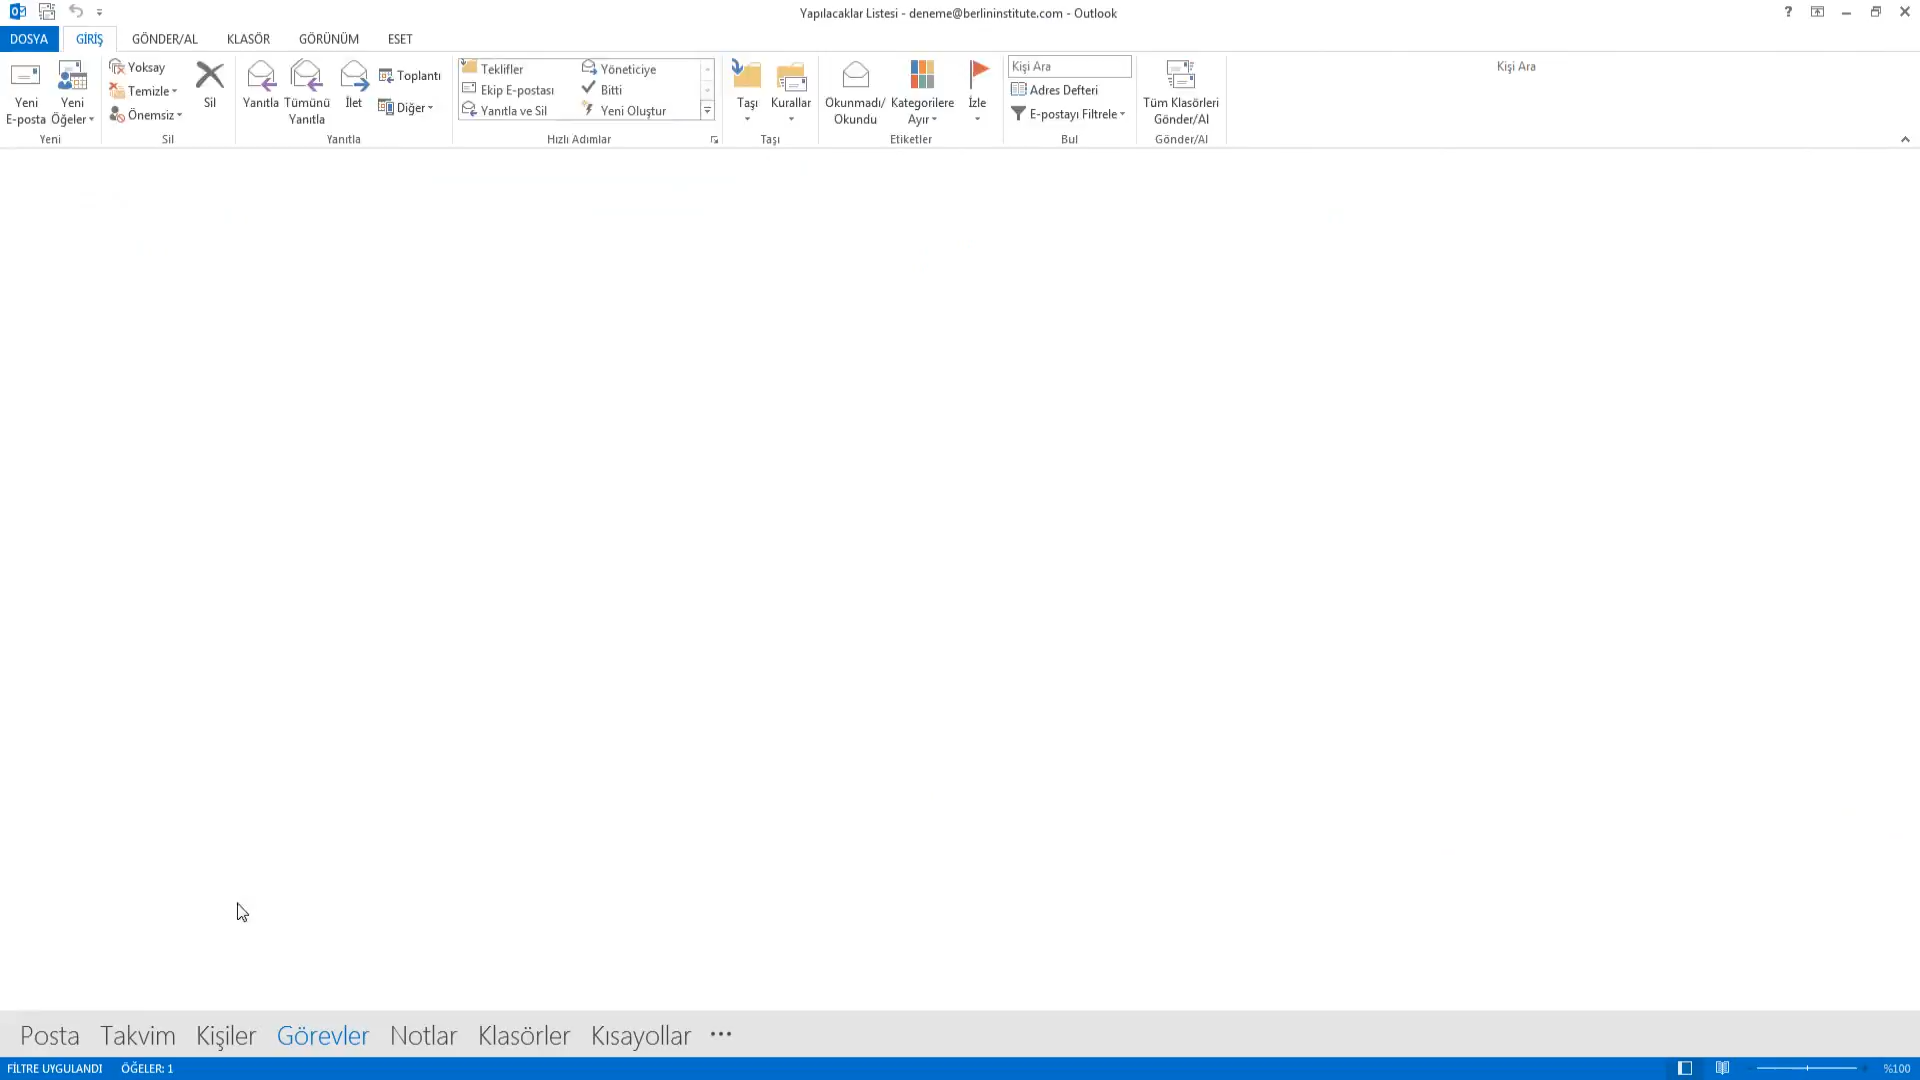 Yapılacaklar Listesi - deneme@berlininstitute.com - Outlook
DOSYA GİRİŞ GÖNDER/AL KLASÖR GÖRÜNÜM ESET
Yeni E-posta
Yeni Öğeler
Yeni
Yoksay
Temizle
Önemsiz
Sil
Sil
Yanıtla
Tümünü Yanıtla
İlet
Toplantı
Diğer
Yanıtla
Teklifler
Ekip E-postası
Yanıtla ve Sil
Yöneticiye
Bitti
Yeni Oluştur
Hızlı Adımlar
Taşı
Kurallar
Taşı
Okunmadı/ Okundu
Kategorilere Ayır
İzle
Etiketler
Kişi Ara
Adres Defteri
E-postayı Filtrele
Bul
Tüm Klasörleri Gönder/Al
Gönder/Al
Kişi Ara
Posta Takvim Kişiler Görevler Notlar Klasörler Kısayollar ···
FİLTRE UYGULANDI ÖĞELER: 1 %100